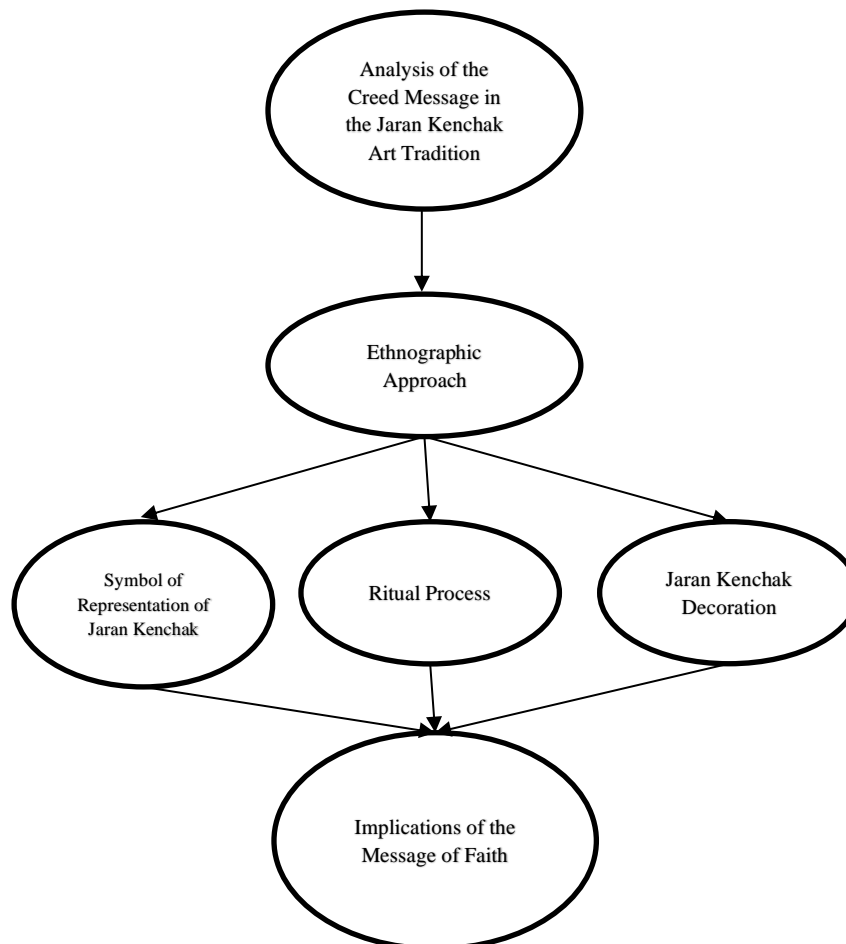 Analysis of the
Creed Message in
the Jaran Kenchak
Art Tradition
Ethnographic
Approach
Symbol of
Representation of
Jaran Kenchak
Ritual Process
Jaran Kenchak
Decoration
Implications of the
Message of Faith